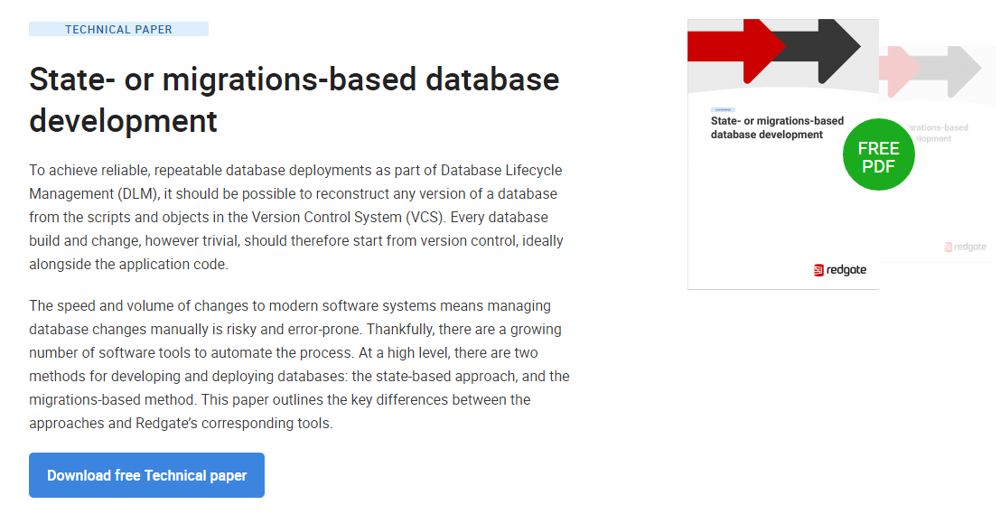 TECHNICAL PAPER
State- or migrations-based database
development
To achieve reliable, repeatable database deployments as part of Database Lifecycle
Management (DLM), it should be possible to reconstruct any version of a database
from the scripts and objects in the Version Control System (VCS). Every database
build and change, however trivial, should therefore start from version control, ideally
alongside the application code.
The speed and volume of changes to modern software systems means managing
database changes manually is risky and error-prone. Thankfully, there are a growing
number of software tools to automate the process. At a high level, there are two
methods for developing and deploying databases: the state-based approach, and the
migrations-based method. This paper outlines the key differences between the
approaches and Redgate’s corresponding tools.
Download free Technical paper
State- or migrations-based
database development
FREE
PDF
redgate
rations-based
lopment
redgate